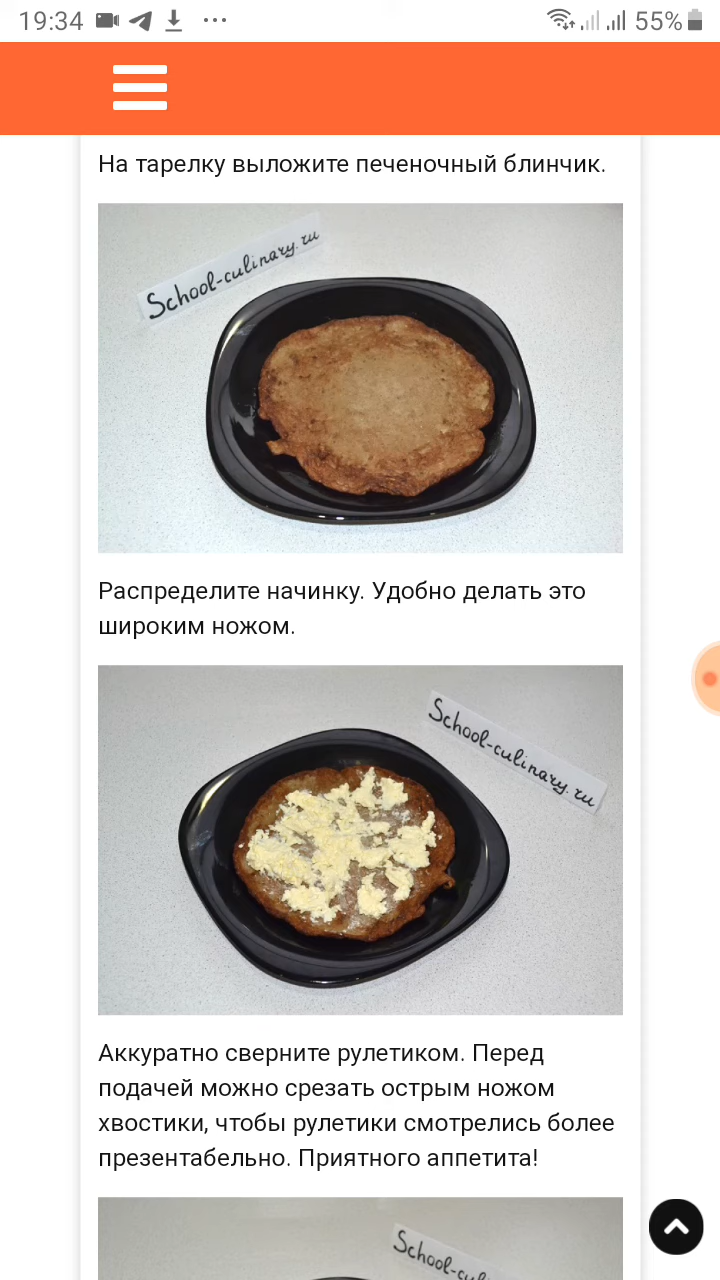 19:34
55%
На тарелку выложите печеночный блинчик.
School-culinary.ru
Распределите начинку. Удобно делать это
широким ножом.
School-culinary.ru
Аккуратно сверните рулетиком. Перед
подачей можно срезать острым ножом
хвостики, чтобы рулетики смотрелись более
презентабельно. Приятного аппетита!